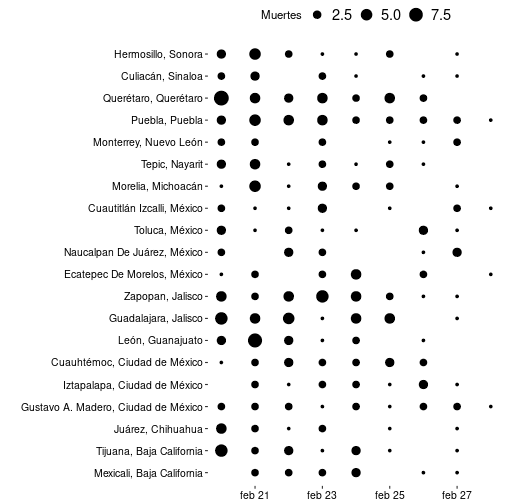 Muertes 2.5 5.0 7.5
Hermosillo, Sonora
Culiacán, Sinaloa
Querétaro, Querétaro
Puebla, Puebla
Monterrey, Nuevo León
Tepic, Nayarit
Morelia, Michoacán
Cuautitlán Izcalli, México
Toluca, México
Naucalpan De Juárez, México
Ecatepec De Morelos, México
Zapopan, Jalisco
Guadalajara, Jalisco
León, Guanajuato
Cuauhtémoc, Ciudad de México
Iztapalapa, Ciudad de México
Gustavo A. Madero, Ciudad de México
Juárez, Chihuahua
Tijuana, Baja California
Mexicali, Baja California
feb 21 feb 23 feb 25 feb 27